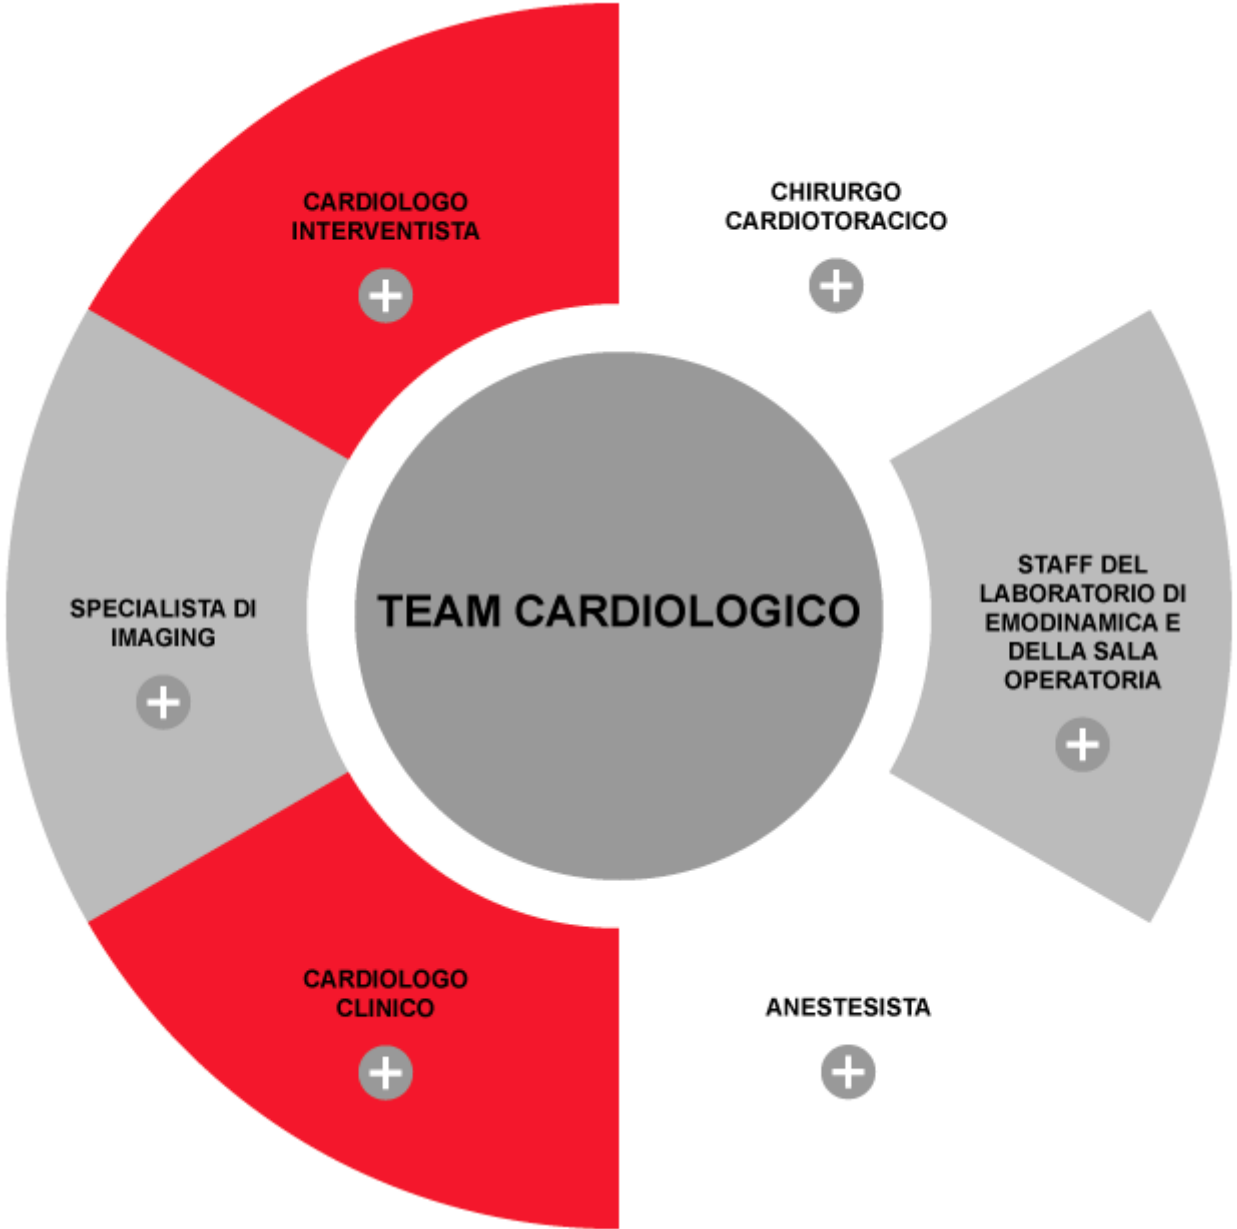 CARDIOLOGO
INTERVENTISTA
CHIRURGO
CARDIOTORACICO
SPECIALISTA DI
IMAGING
TEAM CARDIOLOGICO
STAFF DEL
LABORATORIO DI
EMODINAMICA E
DELLA SALA
OPERATORIA
CARDIOLOGO
CLINICO
ANESTESISTA